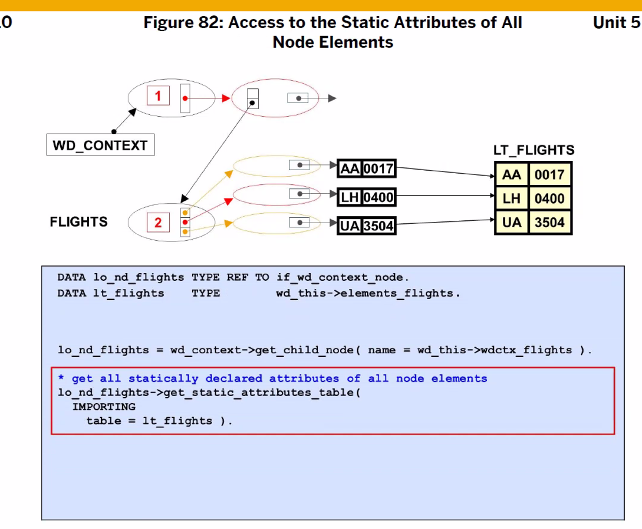 10
Figure 82: Access to the Static Attributes of All
Node Elements
Unit 5
1
WD_CONTEXT
LT_FLIGHTS
AA 0017
AA 0017
LH 0400
LH 0400
UA 3504
UA 3504
FLIGHTS
2
DATA lo_nd_flights TYPE REF TO if_wd_context_node.
DATA lt_flights TYPE wd_this->elements_flights.
lo_nd_flights = wd_context->get_child_node( name = wd_this->wdctx_flights ).
* get all statically declared attributes of all node elements
lo_nd_flights->get_static_attributes_table(
IMPORTING
table = lt_flights ).